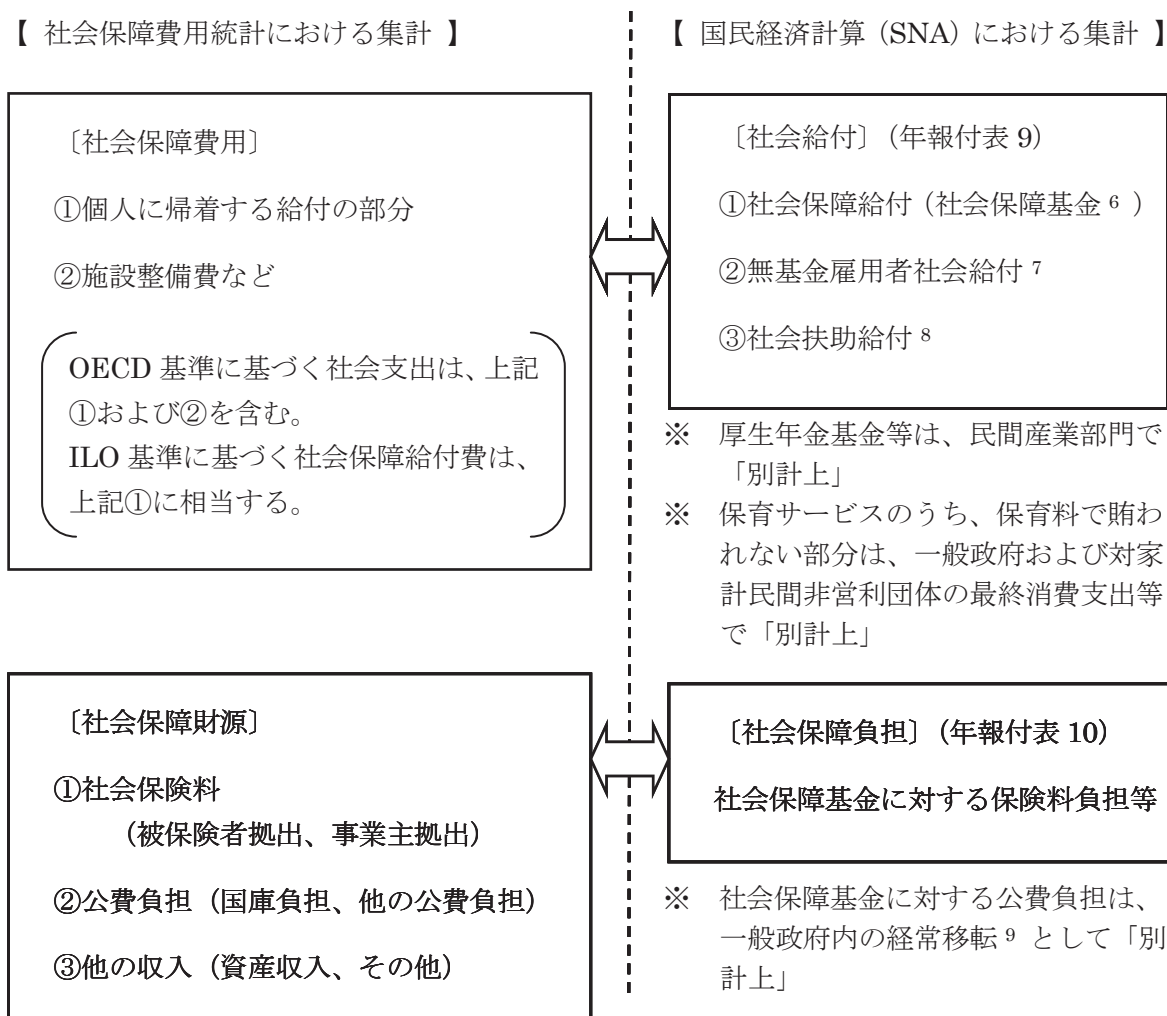 【 社会保障費用統計における集計 】
〔社会保障費用〕
①個人に帰着する給付の部分
②施設整備費など
OECD 基準に基づく社会支出は、上記
①および②を含む。
ILO 基準に基づく社会保障給付費は、
上記①に相当する。
〔社会保障財源〕
①社会保険料
（被保険者拠出、事業主拠出）
②公費負担（国庫負担、他の公費負担）
③他の収入（資産収入、その他）
【 国民経済計算（SNA）における集計 】
〔社会給付〕（年報付表 9）
①社会保障給付（社会保障基金 6 ）
②無基金雇用者社会給付 7
③社会扶助給付 8
※ 厚生年金基金等は、民間産業部門で
「別計上」
※ 保育サービスのうち、保育料で賄わ
れない部分は、一般政府および対家
計民間非営利団体の最終消費支出等
で「別計上」
〔社会保障負担〕（年報付表 10）
社会保障基金に対する保険料負担等
※ 社会保障基金に対する公費負担は、
一般政府内の経常移転 9 として「別
計上」